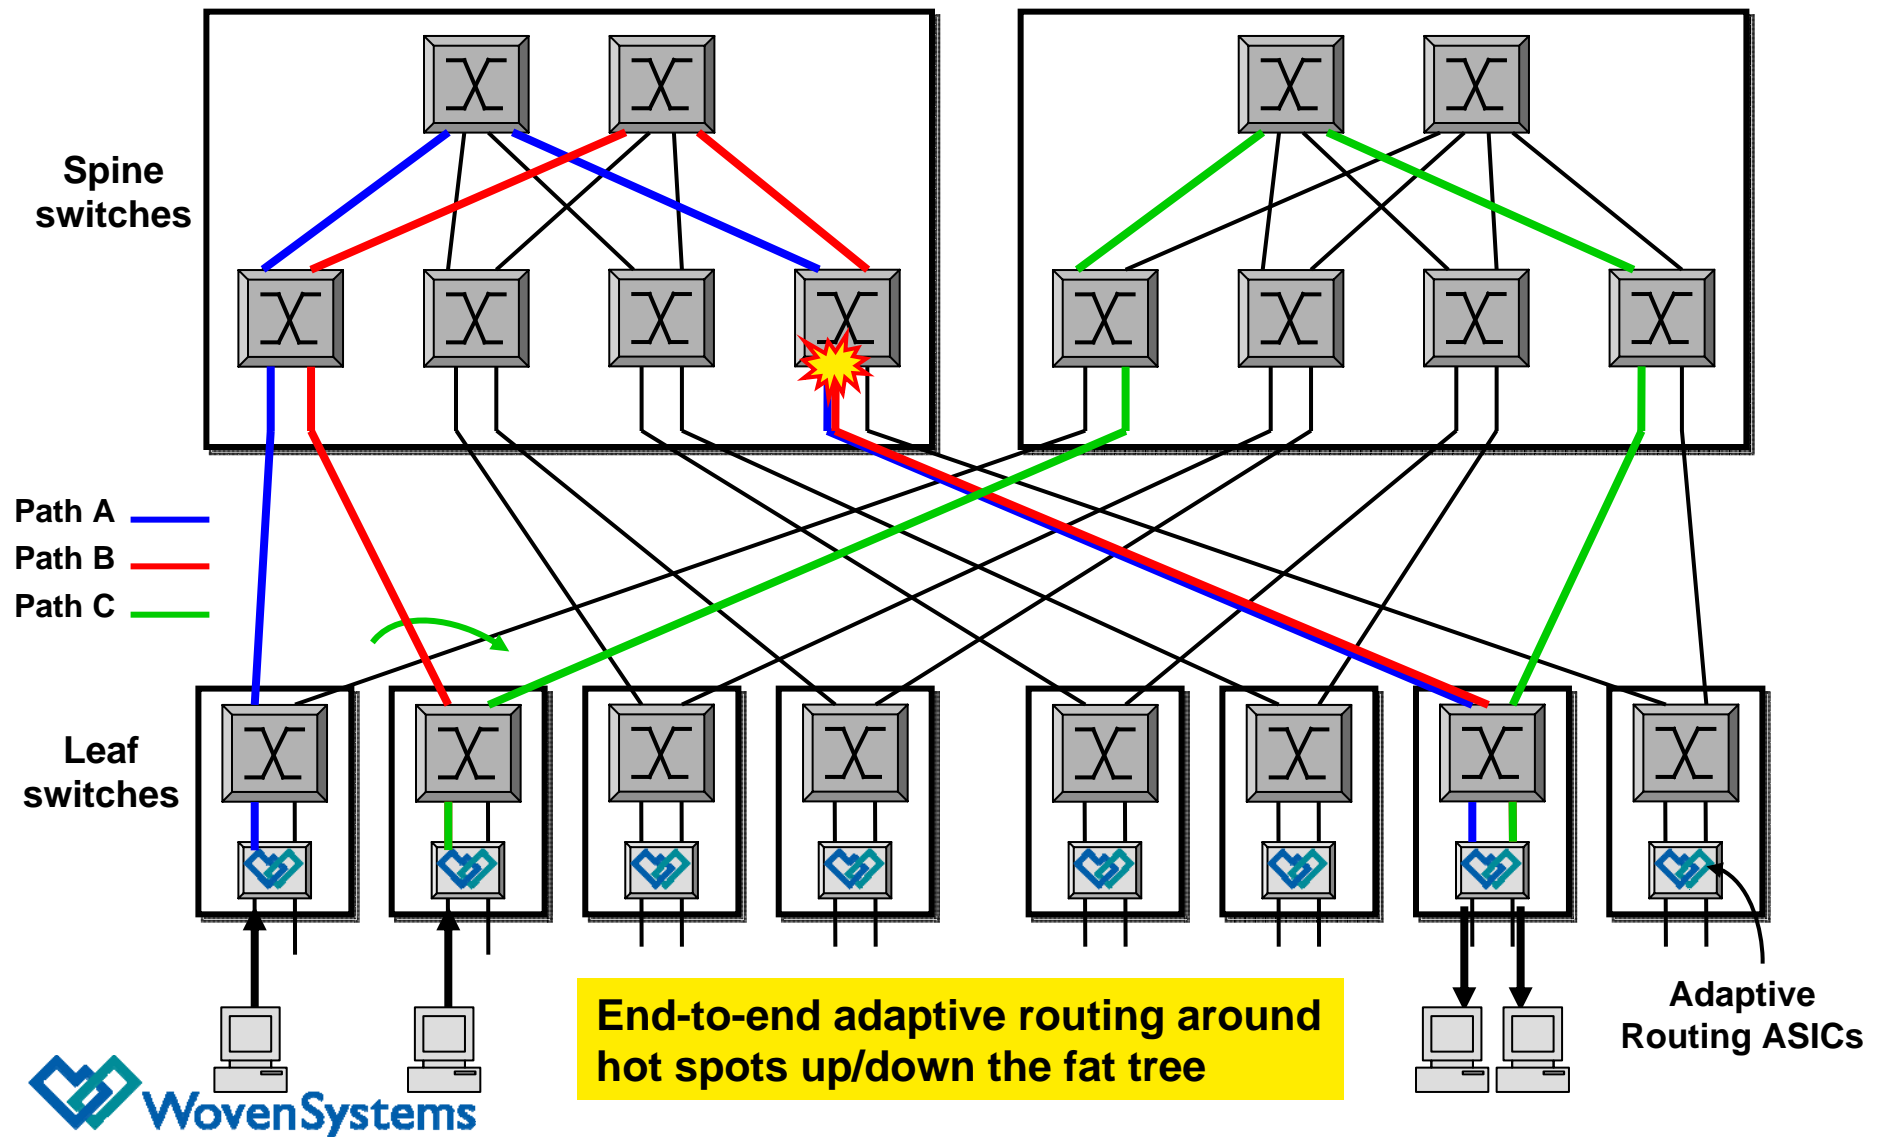 Spine
switches
Path A
Path B
Path C
Leaf
switches
End-to-end adaptive routing around
hot spots up/down the fat tree
Adaptive
Routing ASICs
WovenSystems